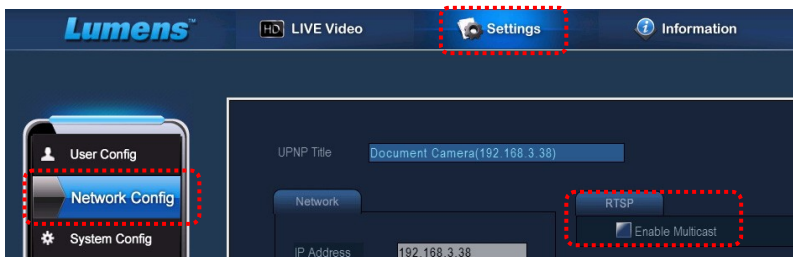 Lumens™ HD LIVE Video Settings Information
UPNP Title Document Camera(192.168.3.38)
User Config
Network Config
System Config
Network
IP Address 192.168.3.38
RTSP
Enable Multicast